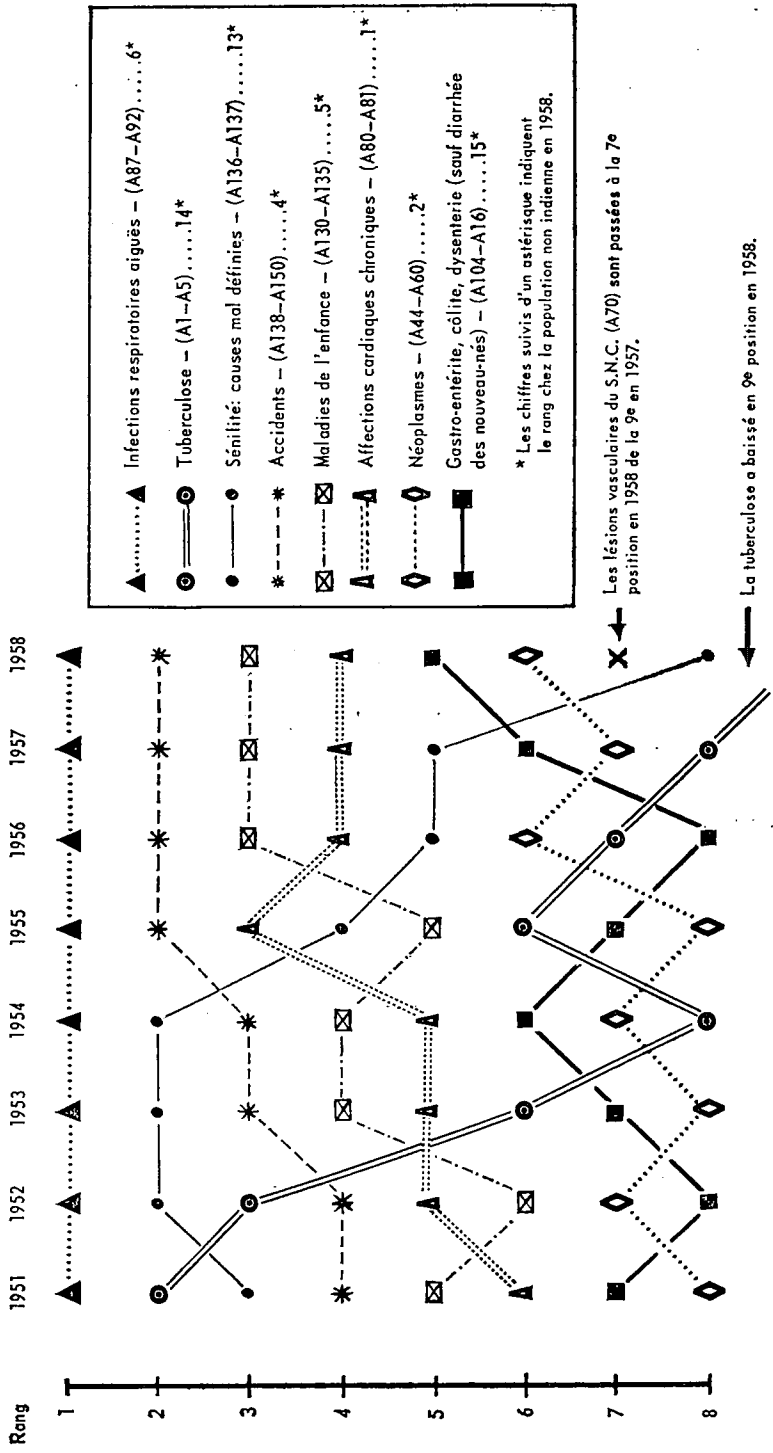 Rang
1951 1952 1953 1954 1955 1956 1957 1958
1
2
3
4
5
6
7
8
Infections respiratoires aiguës – (A87–A92).....6*
Tuberculose – (A1–A5).....14*
Sénilité: causes mal définies – (A136–A137).....13*
Accidents – (A138–A150).....4*
Maladies de l'enfance – (A130–A135).....5*
Affections cardiaques chroniques – (A80–A81).....1*
Néoplasmes – (A44–A60).....2*
Gastro-entérite, côlite, dysenterie (sauf diarrhée
des nouveau-nés) – (A104–A16).....15*
* Les chiffres suivis d'un astérisque indiquent
le rang chez la population non indienne en 1958.
Les lésions vasculaires du S.N.C. (A70) sont passées à la 7e
position en 1958 de la 9e en 1957.
La tuberculose a baissé en 9e position en 1958.